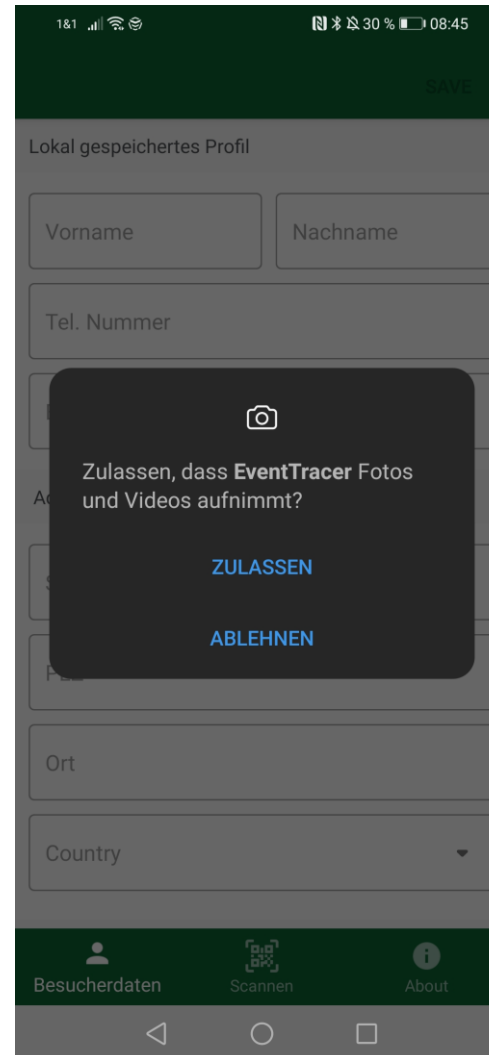 1&1 30 % 08:45
SAVE
Lokal gespeichertes Profil
Vorname Nachname
Tel. Nummer
Zulassen, dass EventTracer Fotos
und Videos aufnimmt?
ZULASSEN
ABLEHNEN
Ort
Country
Besucherdaten Scannen About